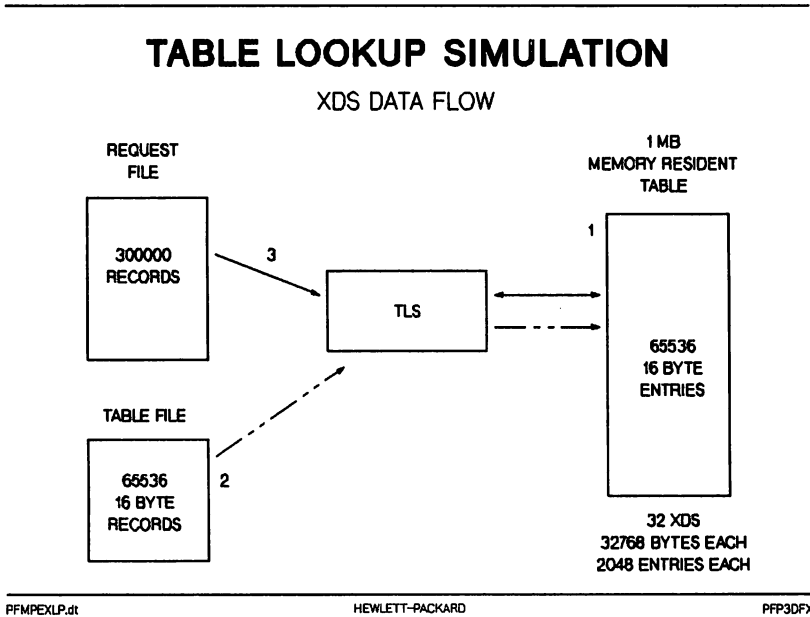 TABLE LOOKUP SIMULATION
XDS DATA FLOW
REQUEST
FILE
300000
RECORDS
3
TLS
1 MB
MEMORY RESIDENT
TABLE
1
65536
16 BYTE
ENTRIES
TABLE FILE
65536
16 BYTE
RECORDS
2
32 XDS
32768 BYTES EACH
2048 ENTRIES EACH
PFMPEXLP.dt
HEWLETT-PACKARD
PFP3DFX